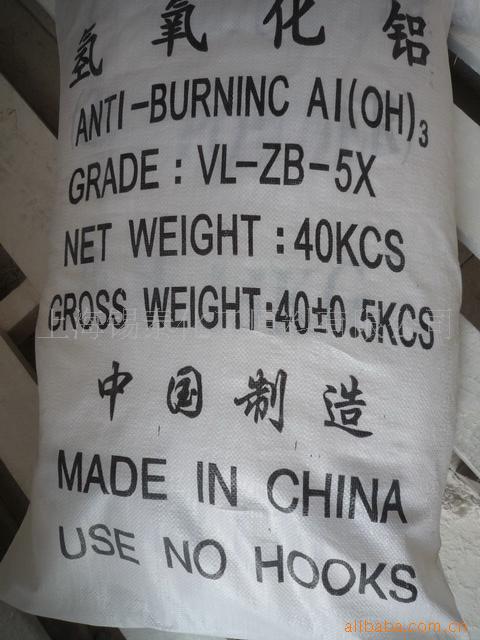 氢氧化铝
ANTI-BURNINC Al(OH)₃
GRADE : VL-ZB-5X
NET WEIGHT : 40KCS
GROSS WEIGHT:40±0.5KCS
中国制造
MADE IN CHINA
USE NO HOOKS
alibaba.com.cn